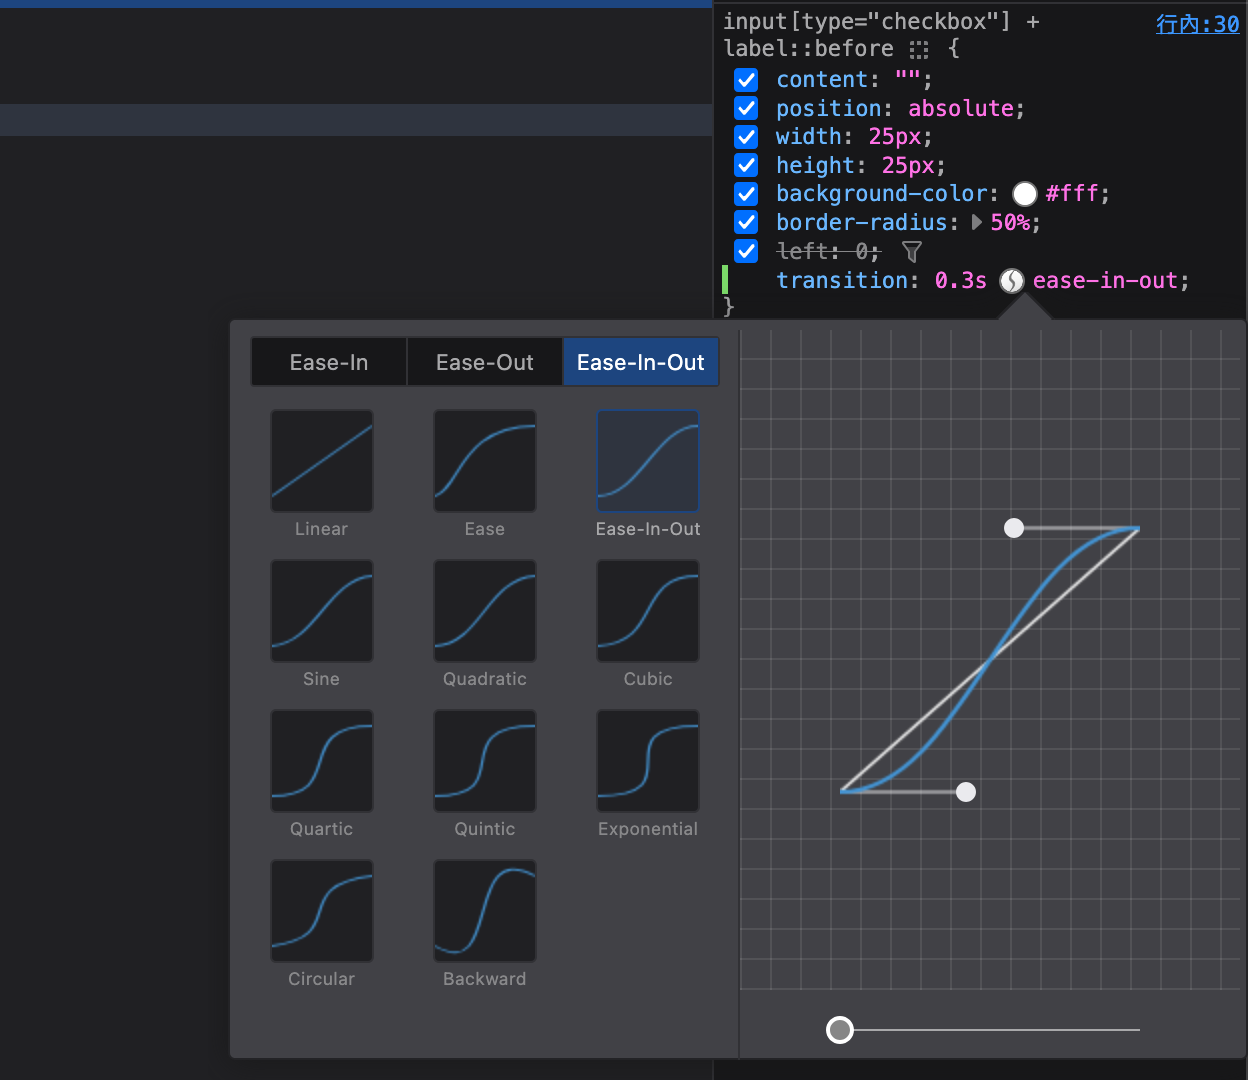 input[type="checkbox"] +
行內:30
label::before {
content: "";
position: absolute;
width: 25px;
height: 25px;
background-color: #fff;
border-radius: 50%;
left: 0;
transition: 0.3s ease-in-out;
}
Ease-In Ease-Out Ease-In-Out
Linear Ease Ease-In-Out
Sine Quadratic Cubic
Quartic Quintic Exponential
Circular Backward